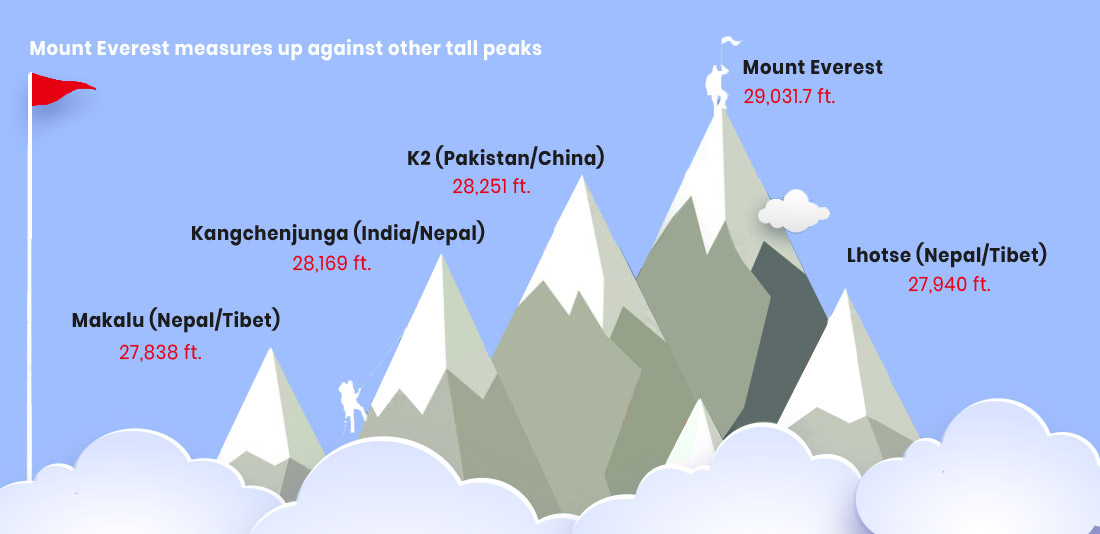 Mount Everest measures up against other tall peaks
Mount Everest
29,031.7 ft.
K2 (Pakistan/China)
28,251 ft.
Kangchenjunga (India/Nepal)
28,169 ft.
Lhotse (Nepal/Tibet)
27,940 ft.
Makalu (Nepal/Tibet)
27,838 ft.